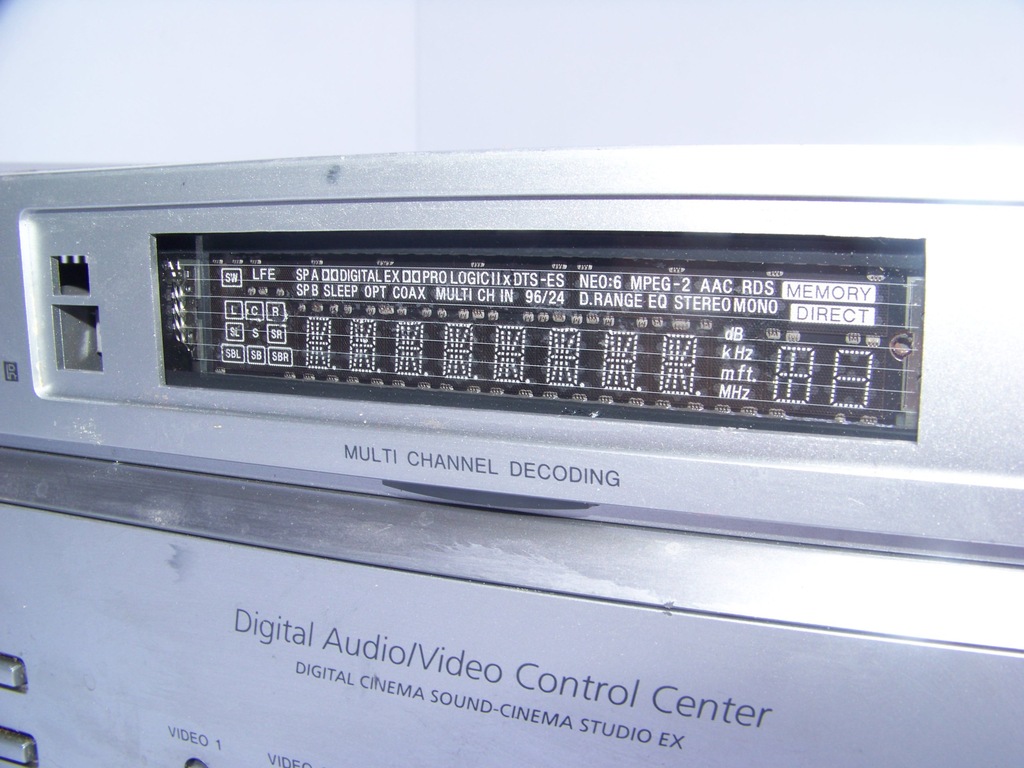 SW LFE SP A DIGITAL EX PRO LOGIC II x DTS-ES NEO:6 MPEG-2 AAC RDS MEMORY
SP B SLEEP OPT COAX MULTI CH IN 96/24 D.RANGE EQ STEREO MONO DIRECT
L C R dB
SL S SR kHz
SBL SB SBR m ft.
MHz
MULTI CHANNEL DECODING
Digital Audio/Video Control Center
DIGITAL CINEMA SOUND-CINEMA STUDIO EX
VIDEO 1